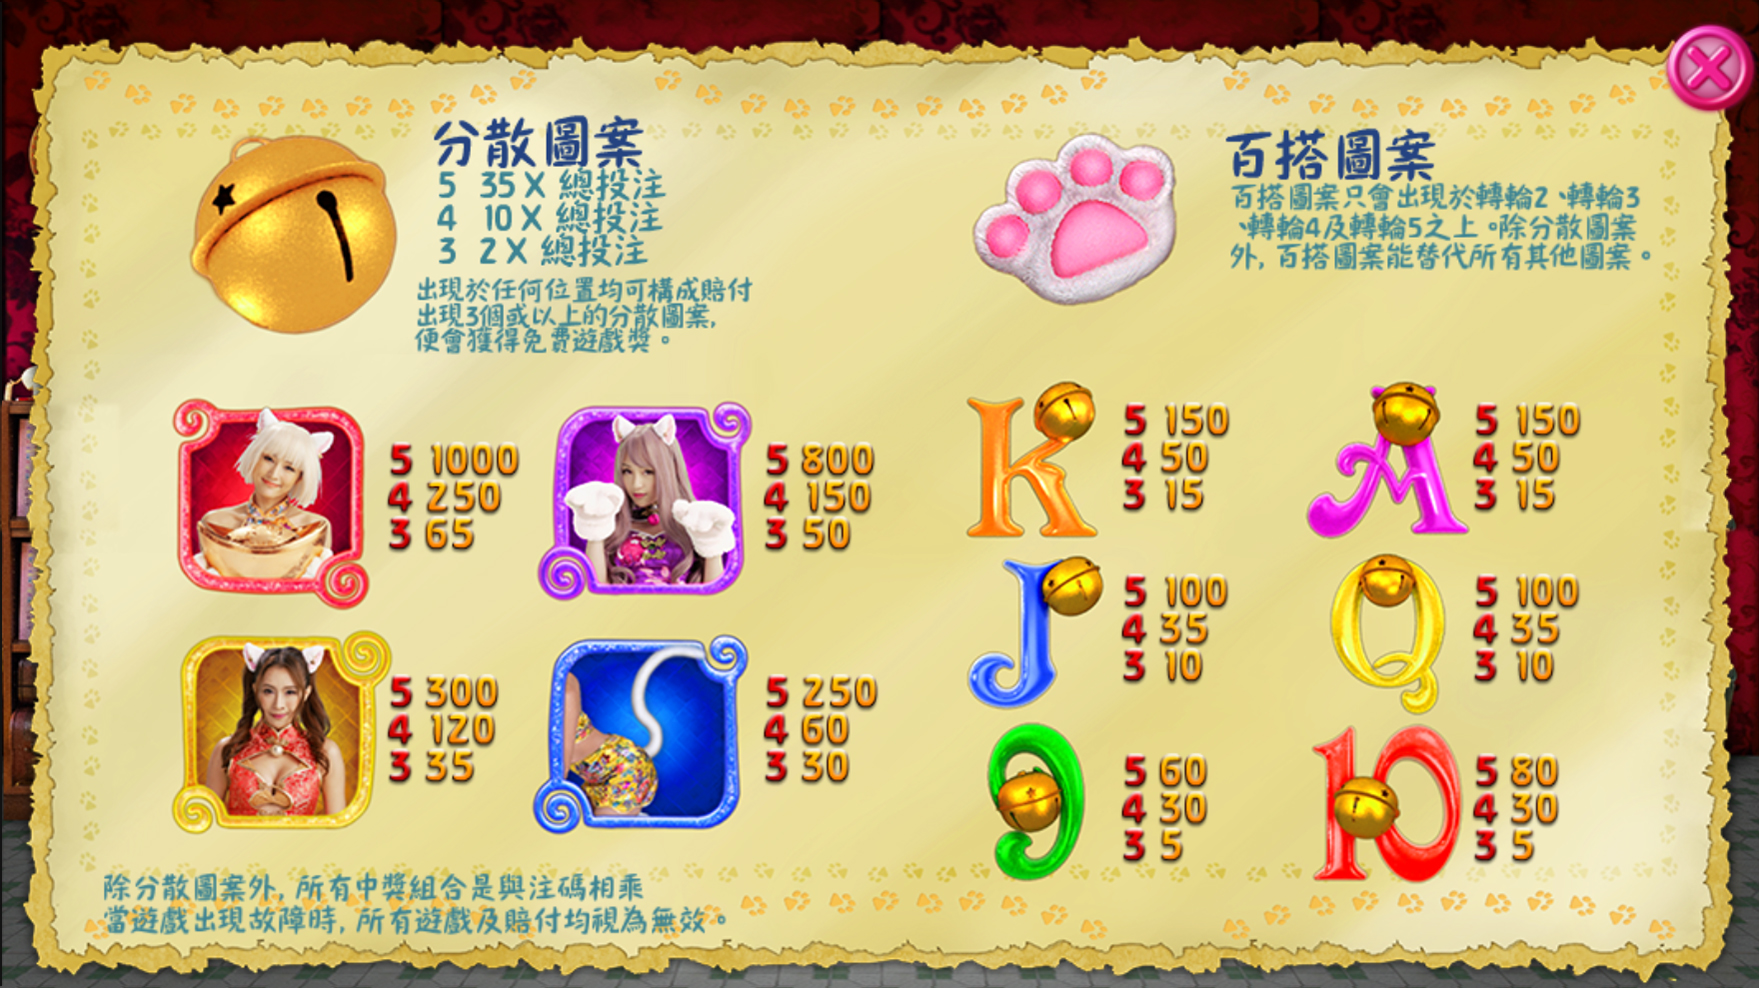 分散圖案
5 35X 總投注
4 10X 總投注
3 2X 總投注
出現於任何位置均可構成賠付
出現3個或以上的分散圖案,
便會獲得免費遊戲獎。
百搭圖案
百搭圖案只會出現於轉輪2、轉輪3
、轉輪4及轉輪5之上。除分散圖案
外, 百搭圖案能替代所有其他圖案。
5 1000
4 250
3 65
5 800
4 150
3 50
K
5 150
4 50
3 15
A
5 150
4 50
3 15
5 300
4 120
3 35
5 250
4 60
3 30
J
5 100
4 35
3 10
Q
5 100
4 35
3 10
9
5 60
4 30
3 5
10
5 80
4 30
3 5
除分散圖案外, 所有中獎組合是與注碼相乘
當遊戲出現故障時, 所有遊戲及賠付均視為無效。